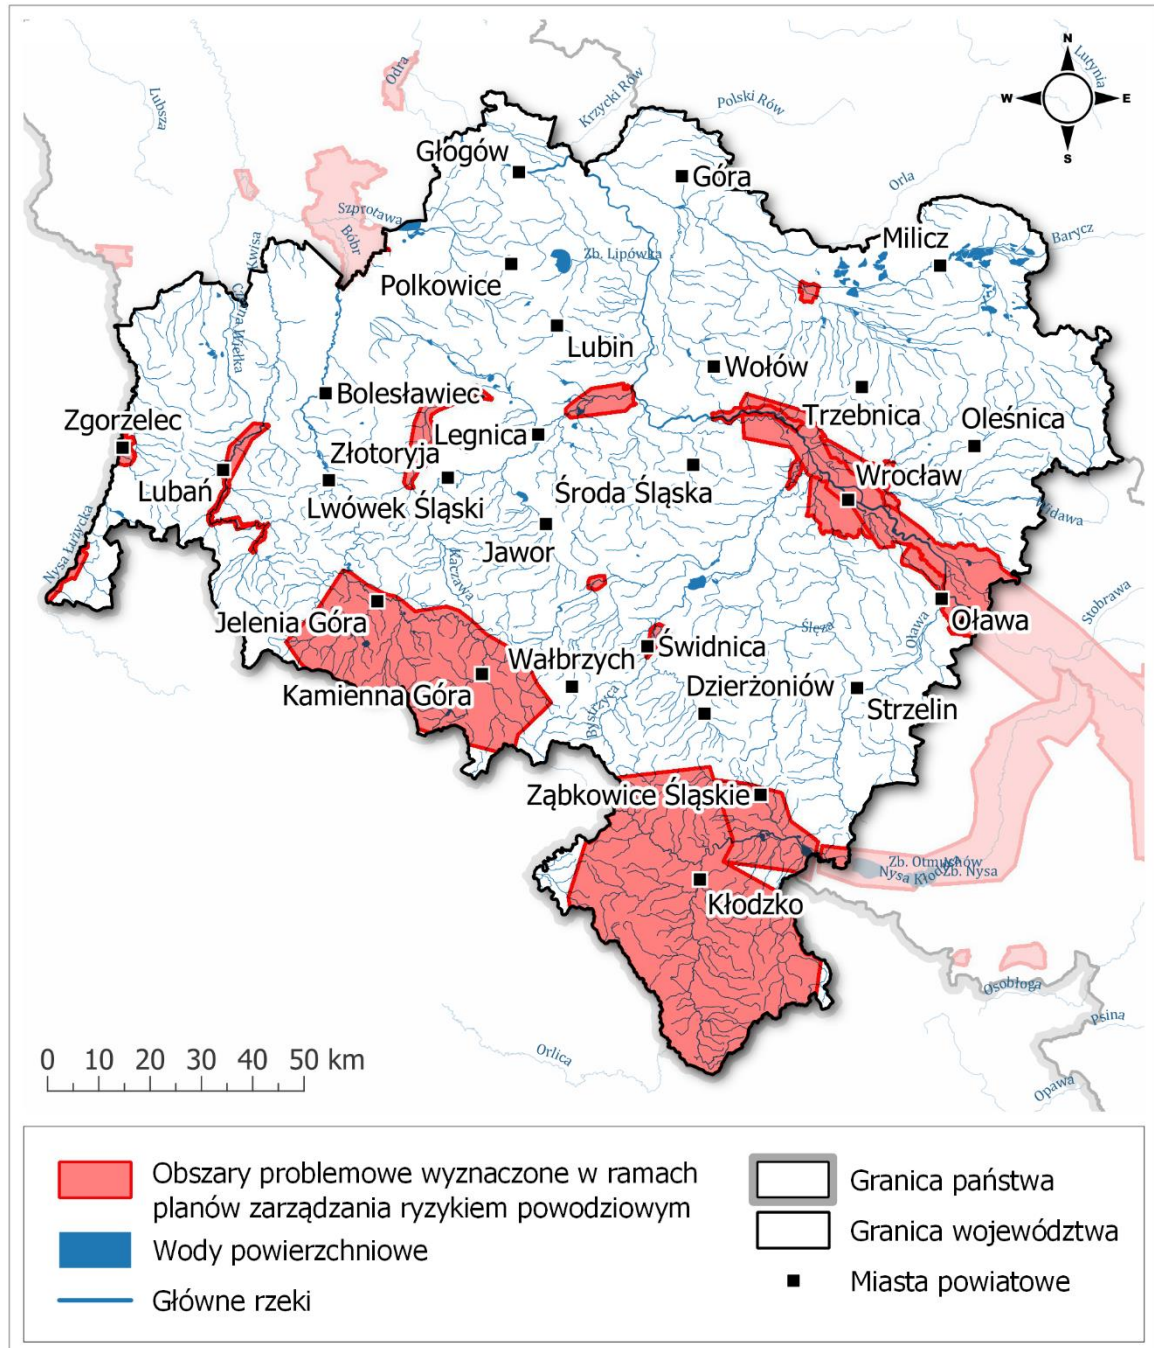 N
W
E
S
Odra
Krzycki Rów
Polski Rów
Lutynia
Lubsza
Głogów
Góra
Orla
Szprotawa
Bóbr
Milicz
Barycz
Kwisa
Zb. Lipówka
Polkowice
Czarna Wielka
Lubin
Wołów
Bolesławiec
Trzebnica
Oleśnica
Zgorzelec
Legnica
Złotoryja
Lubań
Środa Śląska
Wrocław
Lwówek Śląski
Widawa
Nysa Łużycka
Jawor
Kaczawa
Stobrawa
Jelenia Góra
Ślęza
Oława
Oława
Wałbrzych
Świdnica
Kamienna Góra
Dzierżoniów
Strzelin
Bystrzyca
Ząbkowice Śląskie
Zb. Otmuchów
Nysa Kłodzka
Zb. Nysa
Kłodzko
Osobłoga
Psina
Orlica
Opawa
0 10 20 30 40 50 km
Obszary problemowe wyznaczone w ramach
planów zarządzania ryzykiem powodziowym
Wody powierzchniowe
Główne rzeki
Granica państwa
Granica województwa
Miasta powiatowe